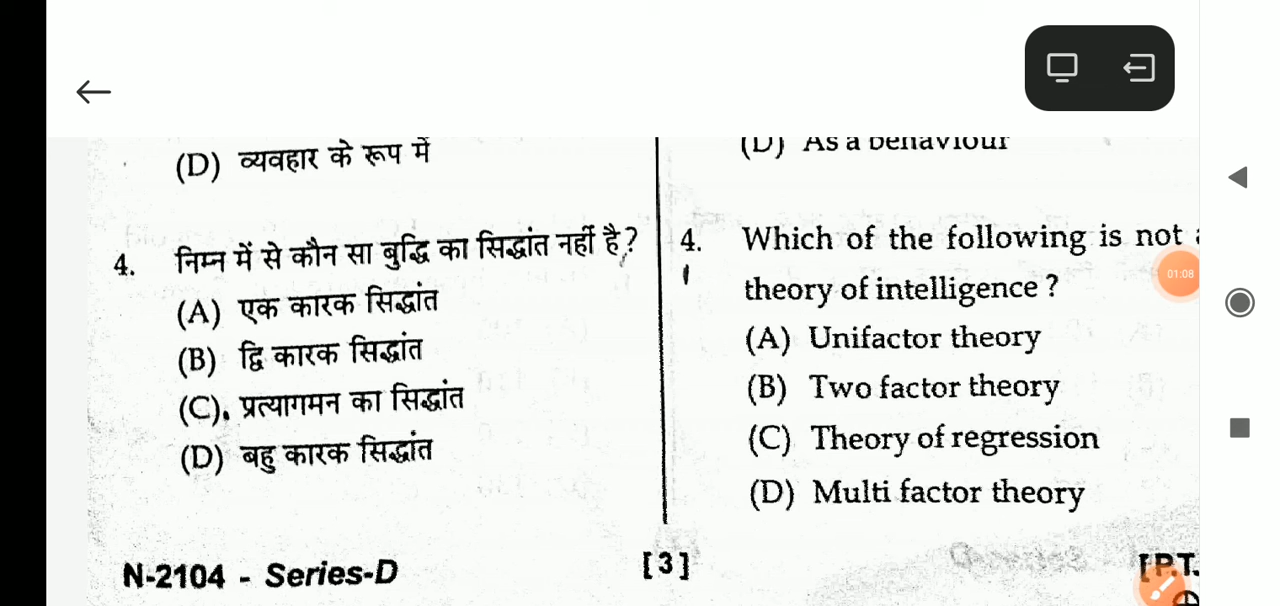 (D) व्यवहार के रूप में
4. निम्न में से कौन सा बुद्धि का सिद्धांत नहीं है?
(A) एक कारक सिद्धांत
(B) द्वि कारक सिद्धांत
(C). प्रत्यागमन का सिद्धांत
(D) बहु कारक सिद्धांत
N-2104 - Series-D
[3]
(D) As a behaviour
4. Which of the following is not
theory of intelligence ?
(A) Unifactor theory
(B) Two factor theory
(C) Theory of regression
(D) Multi factor theory
[P.T.
01:08